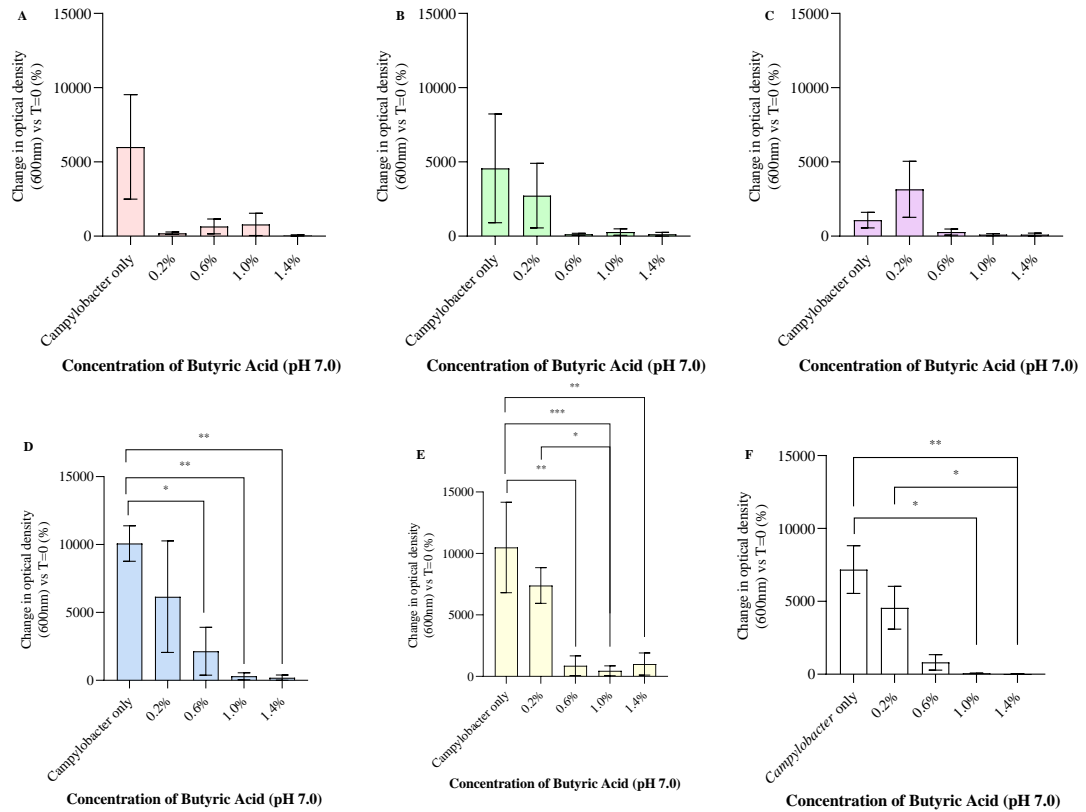 A
Change in optical density
(600nm) vs T=0 (%)
15000
10000
5000
0
Campylobacter only
0.2%
0.6%
1.0%
1.4%
Concentration of Butyric Acid (pH 7.0)
B
Change in optical density
(600nm) vs T=0 (%)
15000
10000
5000
0
Campylobacter only
0.2%
0.6%
1.0%
1.4%
Concentration of Butyric Acid (pH 7.0)
C
Change in optical density
(600nm) vs T=0 (%)
15000
10000
5000
0
Campylobacter only
0.2%
0.6%
1.0%
1.4%
Concentration of Butyric Acid (pH 7.0)
D
**
**
*
Change in optical density
(600nm) vs T=0 (%)
15000
10000
5000
0
Campylobacter only
0.2%
0.6%
1.0%
1.4%
Concentration of Butyric Acid (pH 7.0)
E
**
***
*
**
Change in optical density
(600nm) vs T=0 (%)
15000
10000
5000
0
Campylobacter only
0.2%
0.6%
1.0%
1.4%
Concentration of Butyric Acid (pH 7.0)
F
**
*
*
Change in optical density
(600nm) vs T=0 (%)
15000
10000
5000
0
Campylobacter only
0.2%
0.6%
1.0%
1.4%
Concentration of Butyric Acid (pH 7.0)